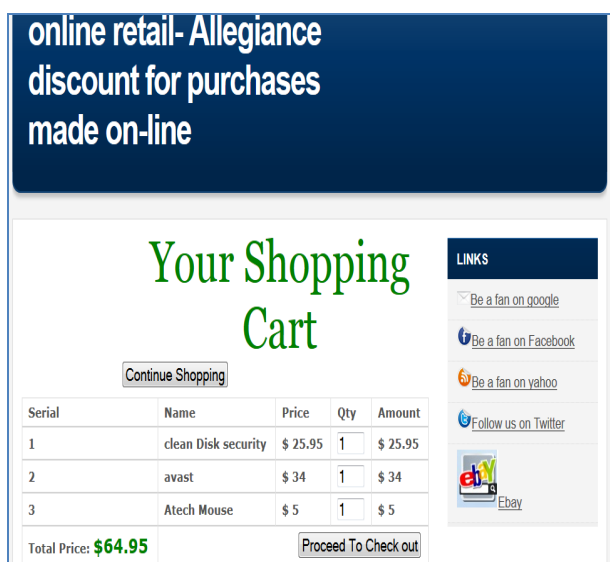 online retail- Allegiance
discount for purchases
made on-line
Your Shopping
Cart
Continue Shopping
Serial Name Price Qty Amount
1 clean Disk security $ 25.95 1 $ 25.95
2 avast $ 34 1 $ 34
3 Atech Mouse $ 5 1 $ 5
Total Price: $64.95 Proceed To Check out
LINKS
Be a fan on google
Be a fan on Facebook
Be a fan on yahoo
Follow us on Twitter
ebY
Ebay